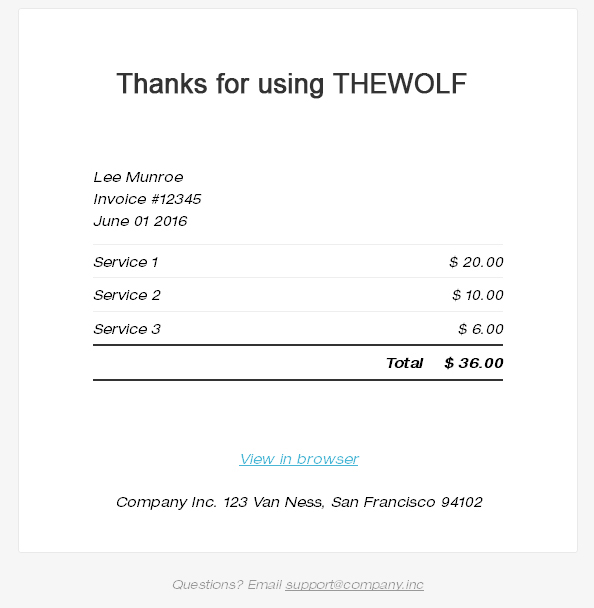 Thanks for using THEWOLF
Lee Munroe
Invoice #12345
June 01 2016
Service 1 $ 20.00
Service 2 $ 10.00
Service 3 $ 6.00
Total $ 36.00
View in browser
Company Inc. 123 Van Ness, San Francisco 94102
Questions? Email support@company.inc